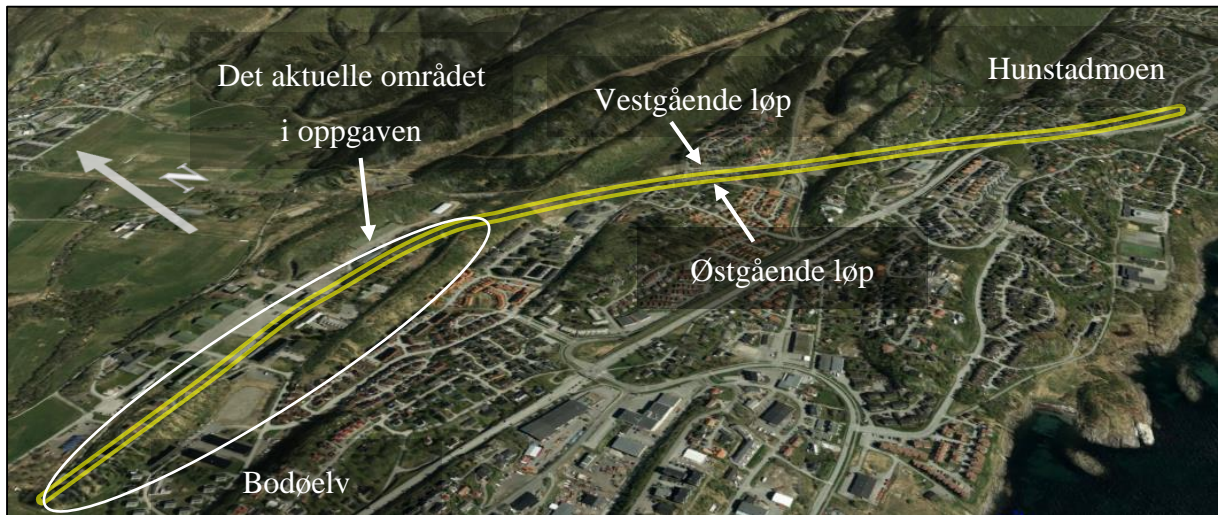 Det aktuelle området
i oppgaven
Vestgående løp
Hunstadmoen
N
Østgående løp
Bodøelv